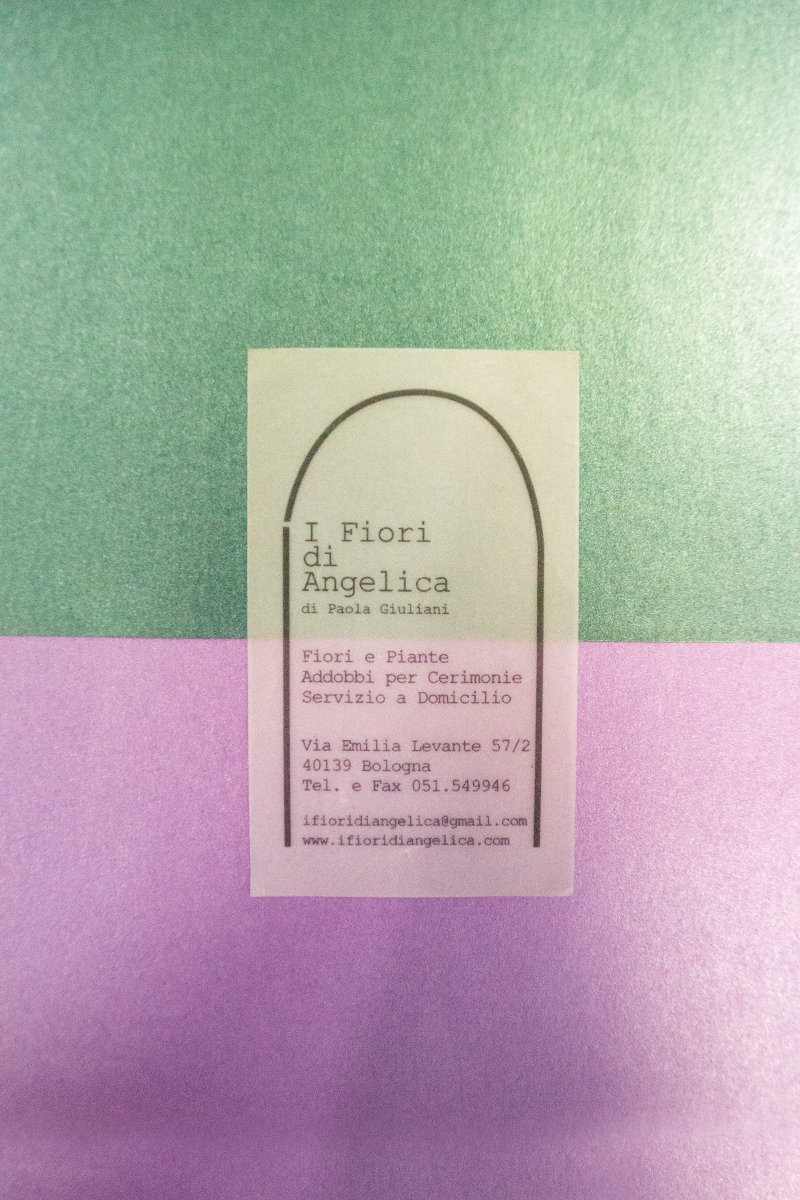 I Fiori
di
Angelica
di Paola Giuliani
Fiori e Piante
Addobbi per Cerimonie
Servizio a Domicilio
Via Emilia Levante 57/2
40139 Bologna
Tel. e Fax 051.549946
ifioridiangelica@gmail.com
www.ifioridiangelica.com